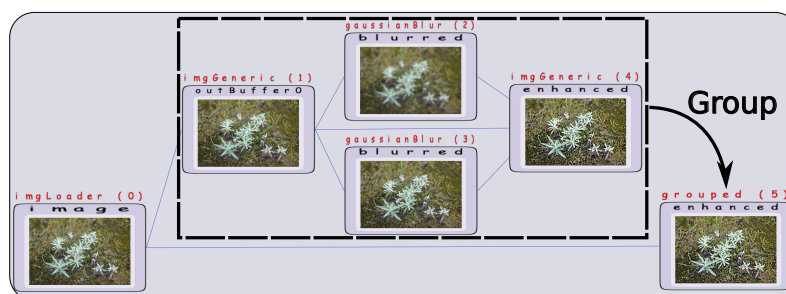 gaussianBlur (2)
blurred
imgGeneric (1)
outBuffer0
imgGeneric (4)
enhanced
Group
gaussianBlur (3)
blurred
imgLoader (0)
image
grouped (5)
enhanced